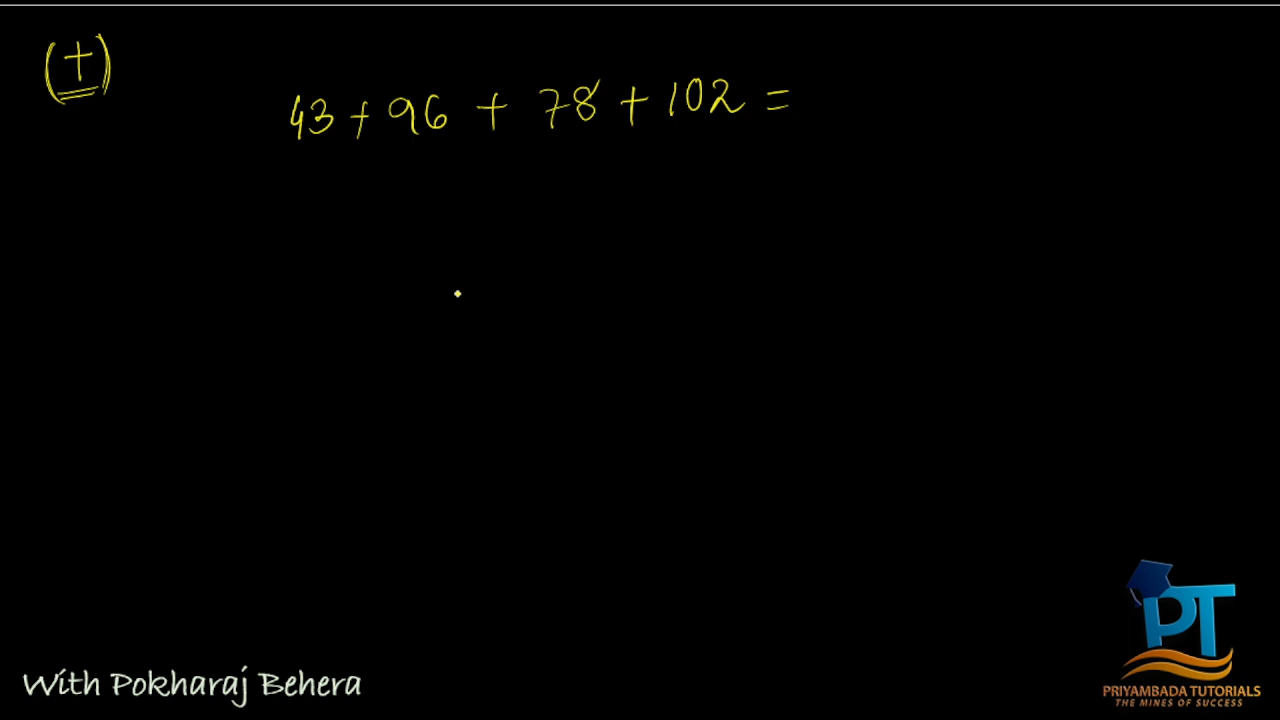 (+)
43 + 96 + 78 + 102 =
With Pokharaj Behera
PT
PRIYAMBADA TUTORIALS
THE MINES OF SUCCESS